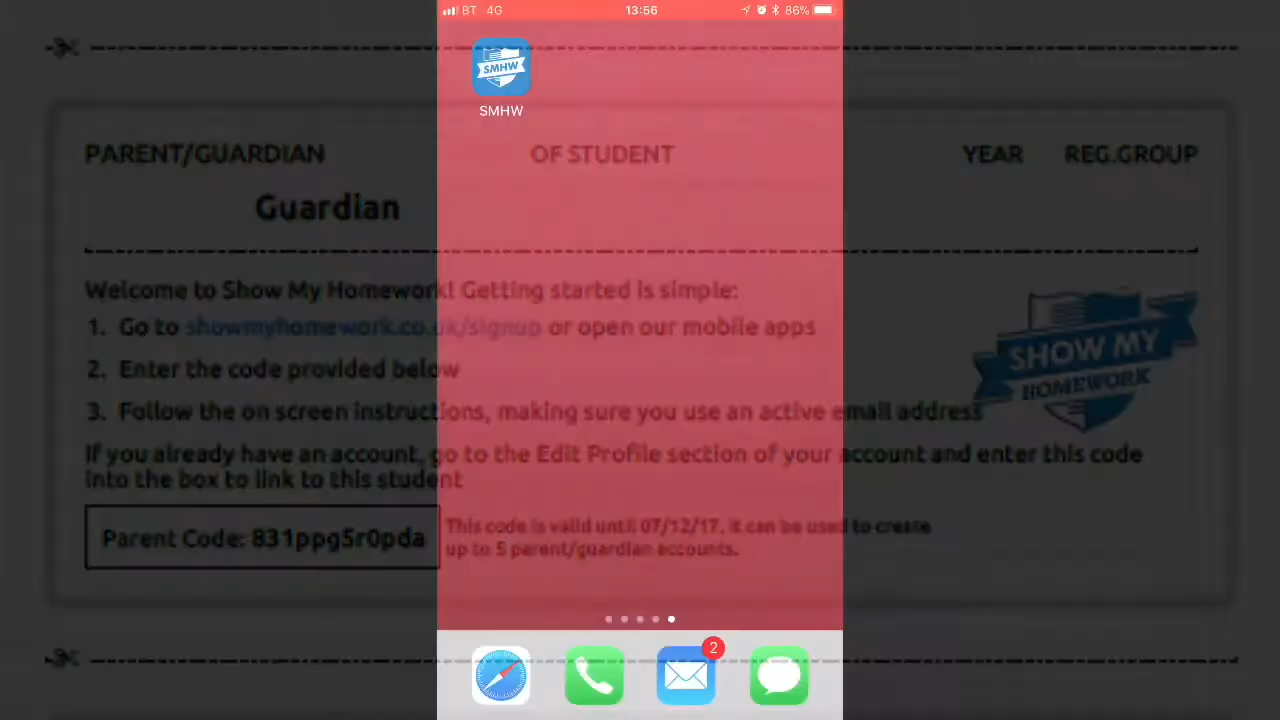 BT 4G 13:56 86%
SMHW
SMHW
PARENT/GUARDIAN OF STUDENT YEAR REG.GROUP
Guardian
Welcome to Show My Homework! Getting started is simple:
1. Go to showmyhomework.co.uk/signup or open our mobile apps
2. Enter the code provided below
3. Follow the on screen instructions, making sure you use an active email address
SHOW MY
HOMEWORK
If you already have an account, go to the Edit Profile section of your account and enter this code
into the box to link to this student
Parent Code: 831ppg5r0pda
This code is valid until 07/12/17. It can be used to create
up to 5 parent/guardian accounts.
2